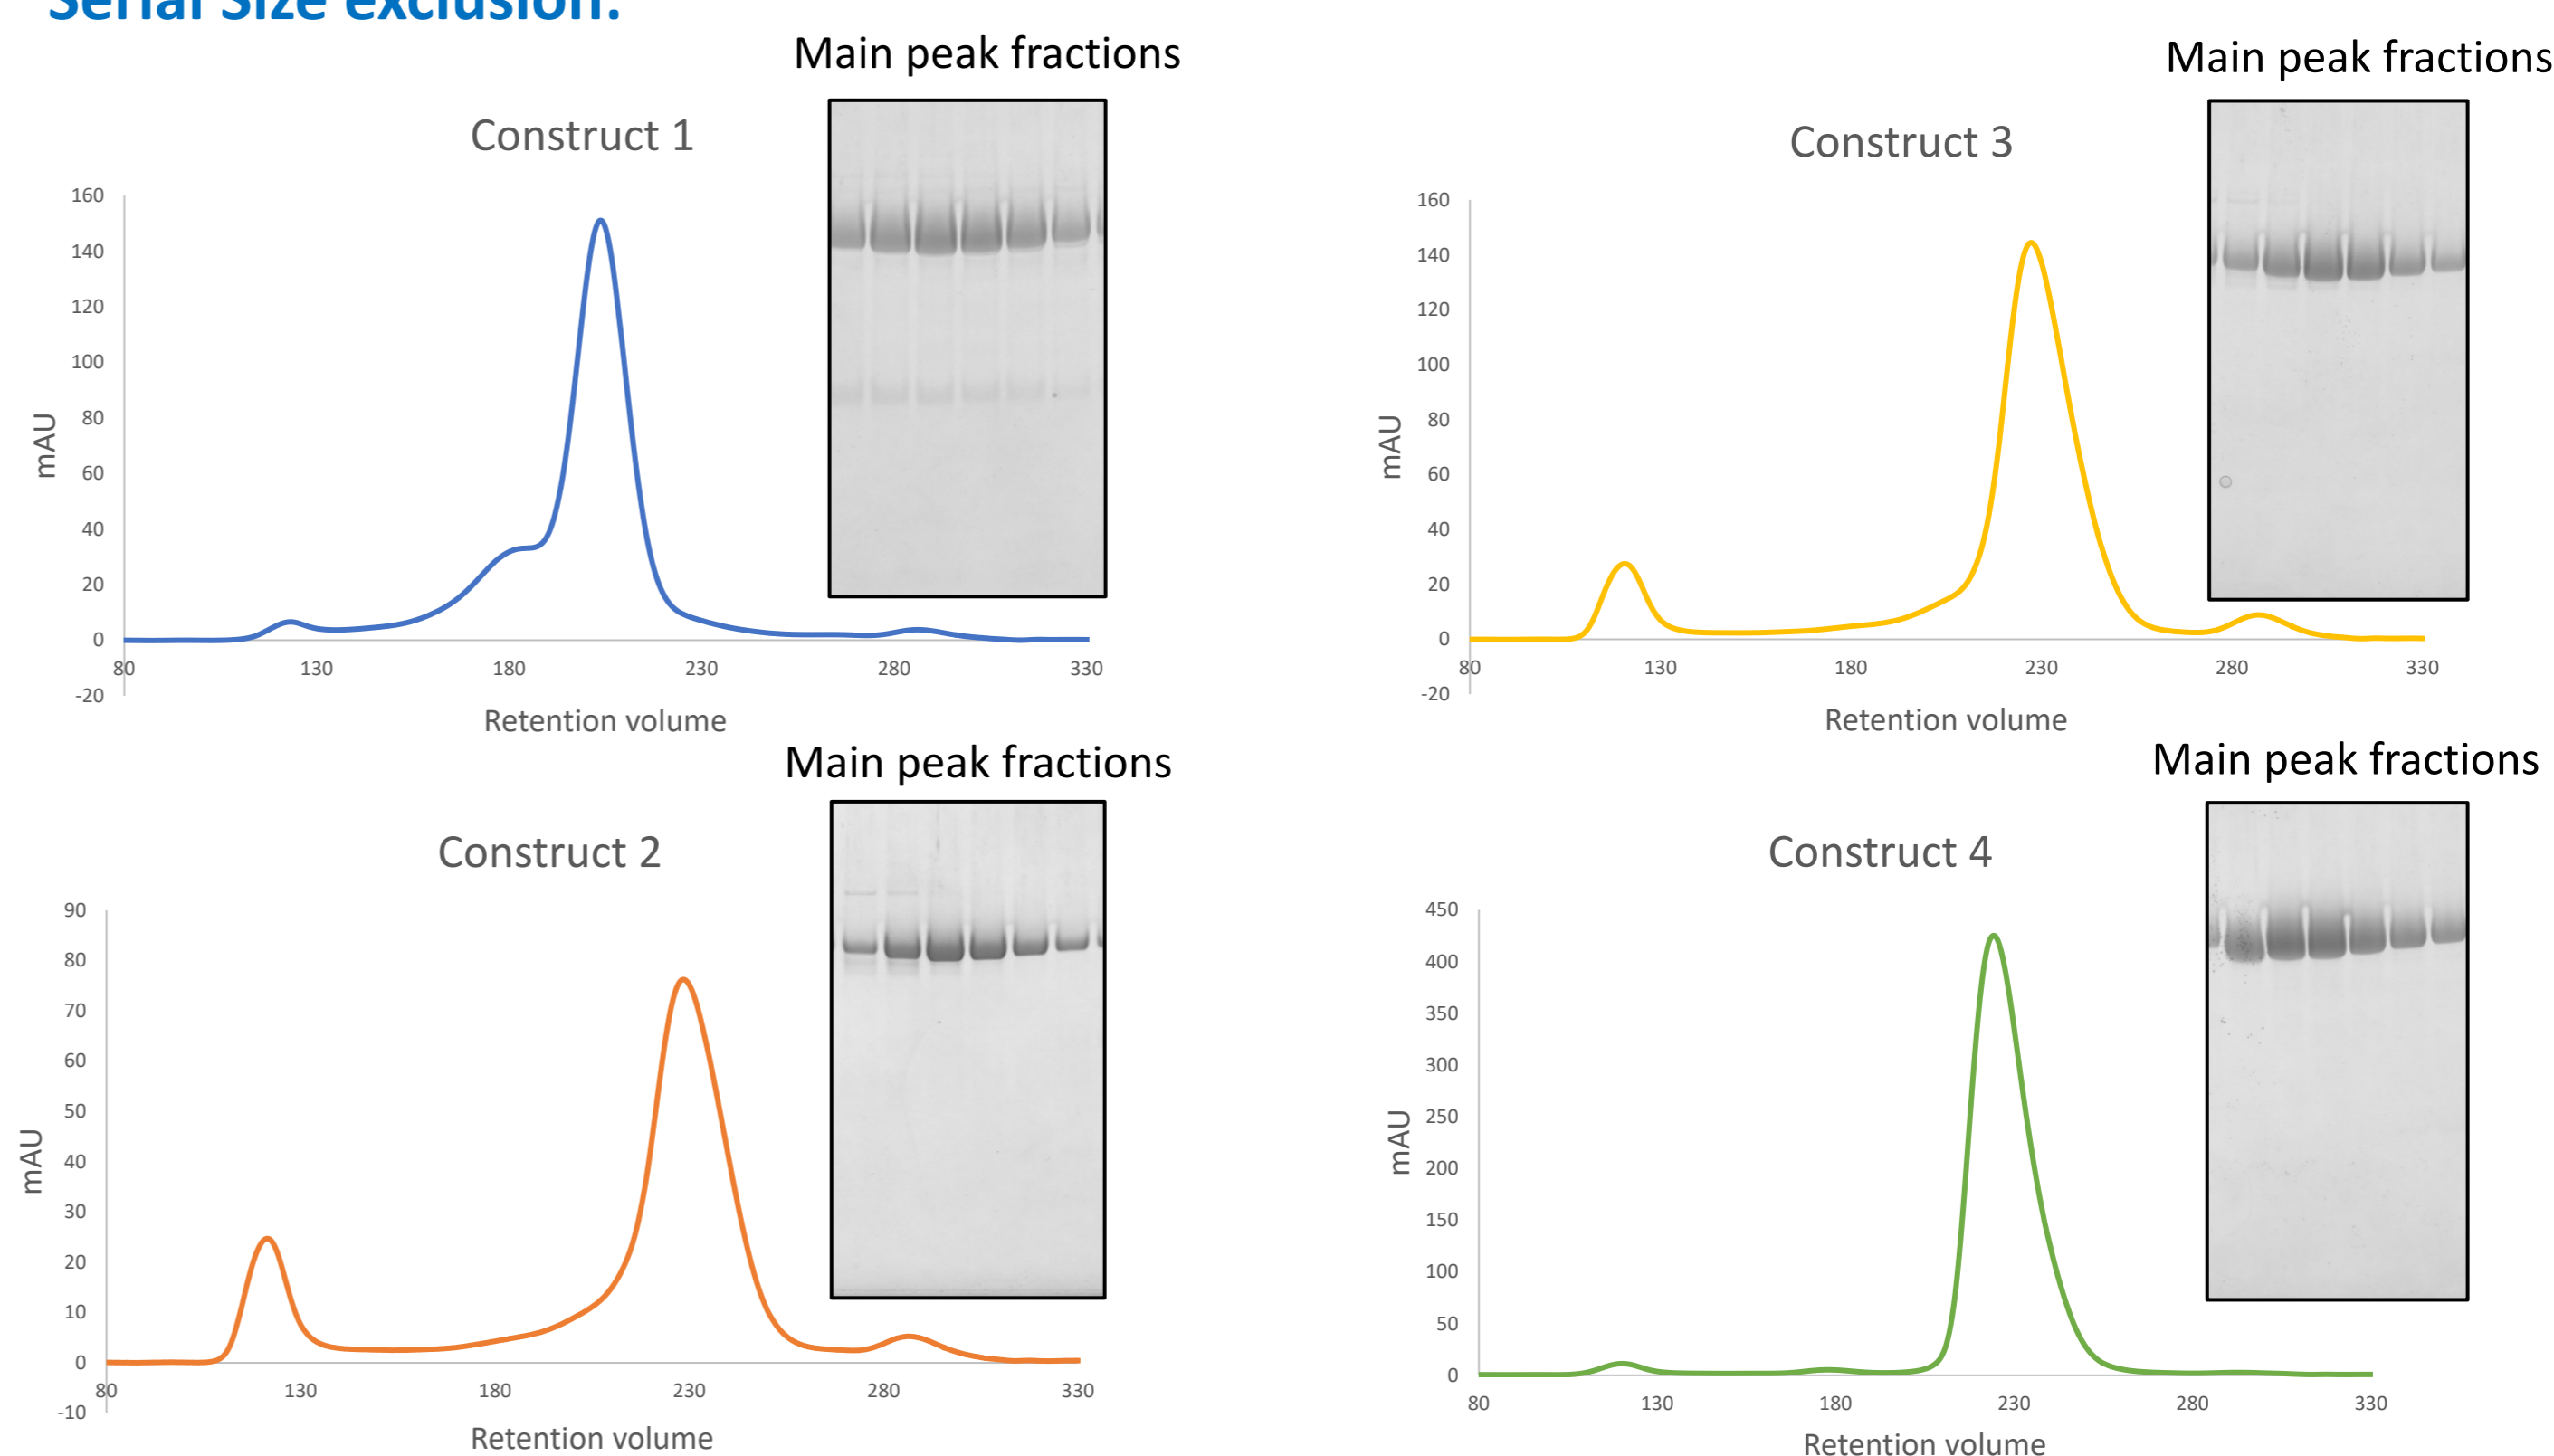 Serial Size exclusion:
Main peak fractions
Construct 1
160
140
120
100
80
60
40
20
0
-20
mAU
80 130 180 230 280 330
Retention volume
Main peak fractions
Construct 3
160
140
120
100
80
60
40
20
0
-20
mAU
80 130 180 230 280 330
Retention volume
Main peak fractions
Construct 2
90
80
70
60
50
40
30
20
10
0
-10
mAU
80 130 180 230 280 330
Retention volume
Main peak fractions
Construct 4
450
400
350
300
250
200
150
100
50
0
mAU
80 130 180 230 280 330
Retention volume